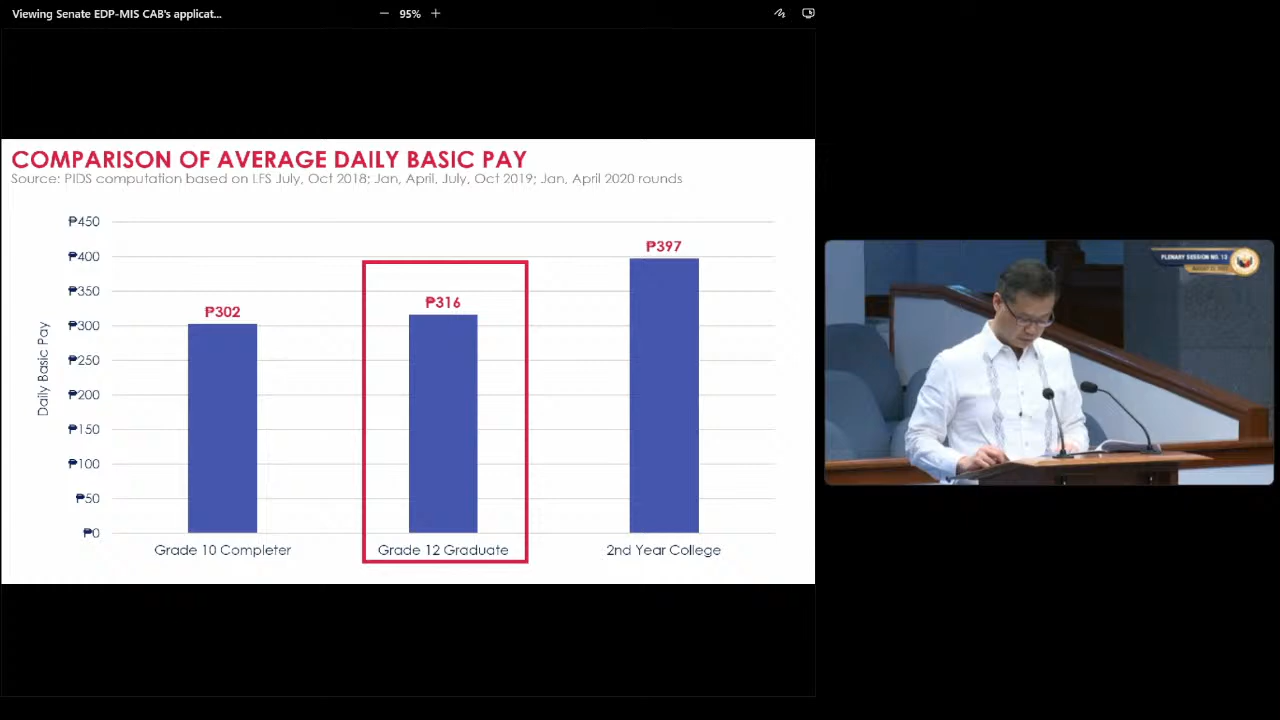 Viewing Senate EDP-MIS CAB's applicat...
95%
COMPARISON OF AVERAGE DAILY BASIC PAY
Source: PIDS computation based on LFS July, Oct 2018; Jan, April, July, Oct 2019; Jan, April 2020 rounds
Daily Basic Pay
₱450
₱400
₱350
₱300
₱250
₱200
₱150
₱100
₱50
₱0
₱302
₱316
₱397
Grade 10 Completer
Grade 12 Graduate
2nd Year College
PLENARY SESSION NO. 13